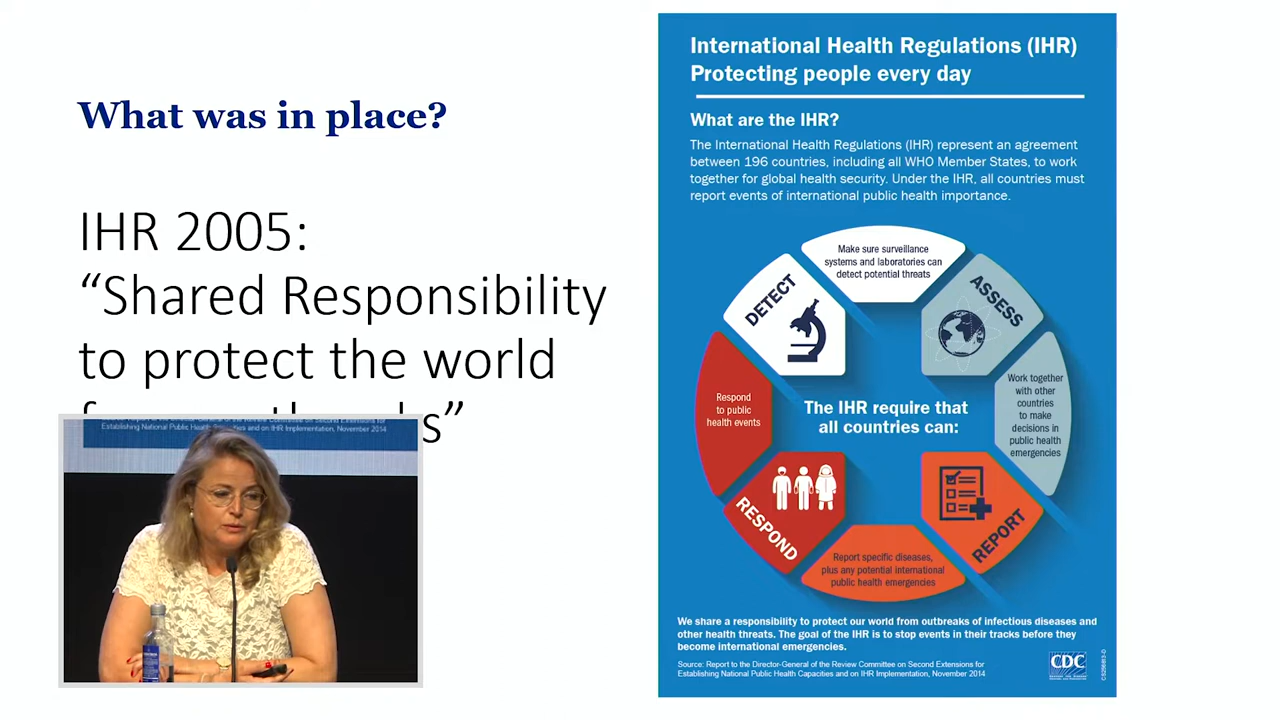 What was in place?
IHR 2005:
“Shared Responsibility
to protect the world
s”
International Health Regulations (IHR)
Protecting people every day
What are the IHR?
The International Health Regulations (IHR) represent an agreement
between 196 countries, including all WHO Member States, to work
together for global health security. Under the IHR, all countries must
report events of international public health importance.
Make sure surveillance
systems and laboratories can
detect potential threats
DETECT
ASSESS
Work together
with other
countries
to make
decisions in
public health
emergencies
Respond
to public
health events
The IHR require that
all countries can:
RESPOND
REPORT
Report specific diseases,
plus any potential international
public health emergencies
We share a responsibility to protect our world from outbreaks of infectious diseases and
other health threats. The goal of the IHR is to stop events in their tracks before they
become international emergencies.
Source: Report to the Director-General of the Review Committee on Second Extensions for
Establishing National Public Health Capacities and on IHR Implementation, November 2014
CDC
Establishing National Public Health Capacities and on IHR Implementation, November 2014